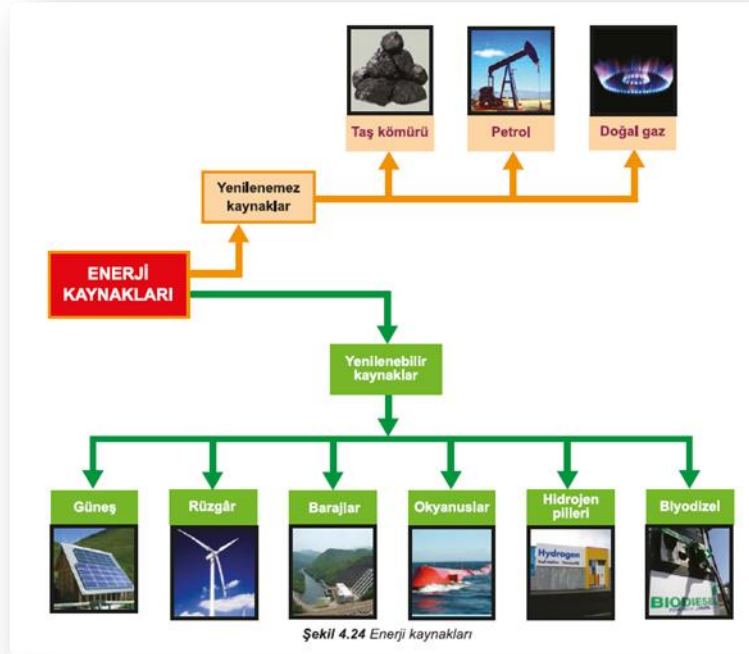 Taş kömürü
Petrol
Doğal gaz
Yenilenemez
kaynaklar
ENERJİ
KAYNAKLARI
Yenilenebilir
kaynaklar
Güneş
Rüzgâr
Barajlar
Okyanuslar
Hidrojen
pilleri
Biyodizel
Hydrogen
BIODIESEL
Şekil 4.24 Enerji kaynakları